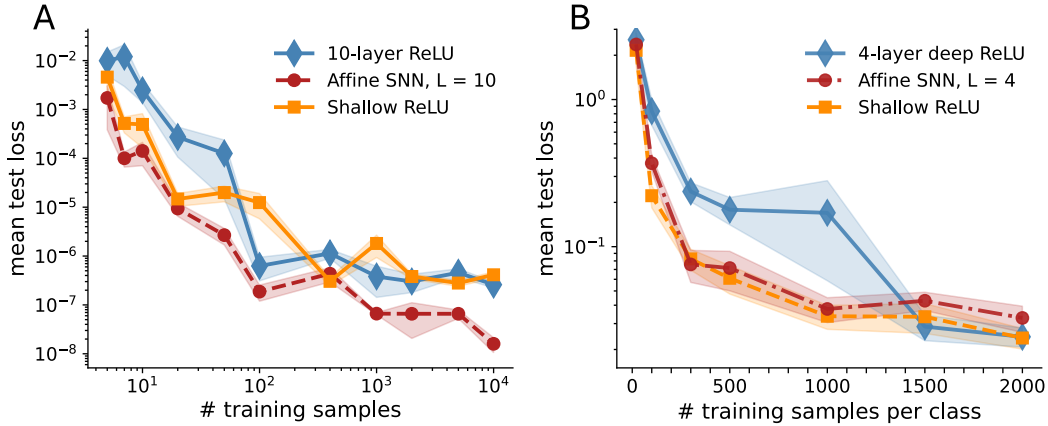 A
10-layer ReLU
Affine SNN, L = 10
Shallow ReLU
mean test loss
10⁻²
10⁻³
10⁻⁴
10⁻⁵
10⁻⁶
10⁻⁷
10⁻⁸
10¹
10²
10³
10⁴
# training samples
B
4-layer deep ReLU
Affine SNN, L = 4
Shallow ReLU
mean test loss
10⁰
10⁻¹
0
500
1000
1500
2000
# training samples per class